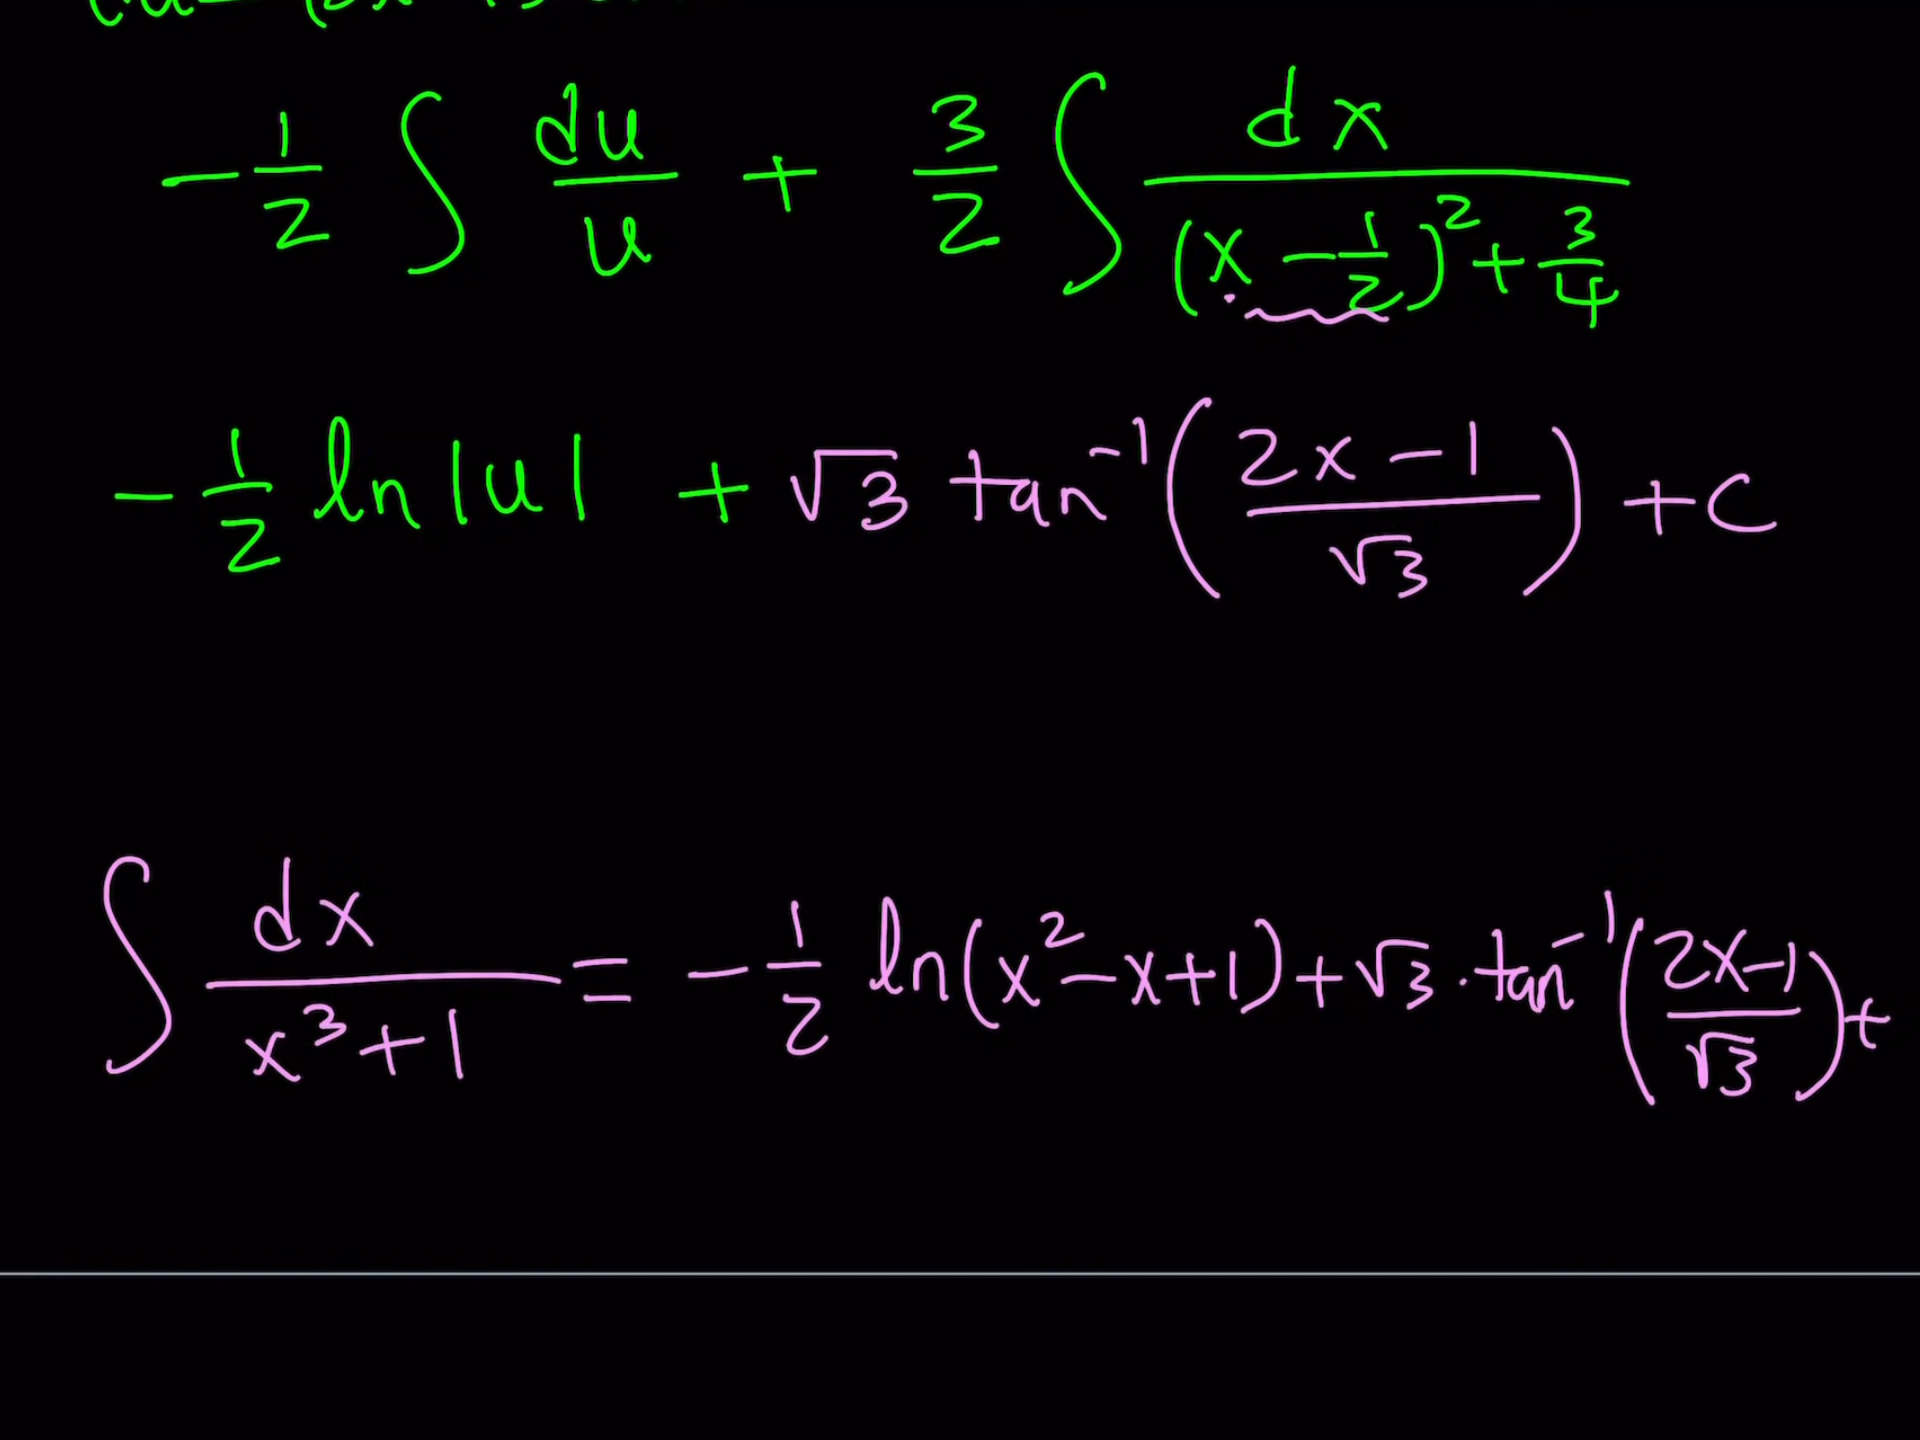 -1/2 ∫ du/u + 3/2 ∫ dx/((x - 1/2)² + 3/4)
-1/2 ln|u| + √3 tan⁻¹((2x-1)/√3) + C
∫ dx/(x³+1) = -1/2 ln(x²-x+1) + √3 · tan⁻¹((2x-1)/√3) +